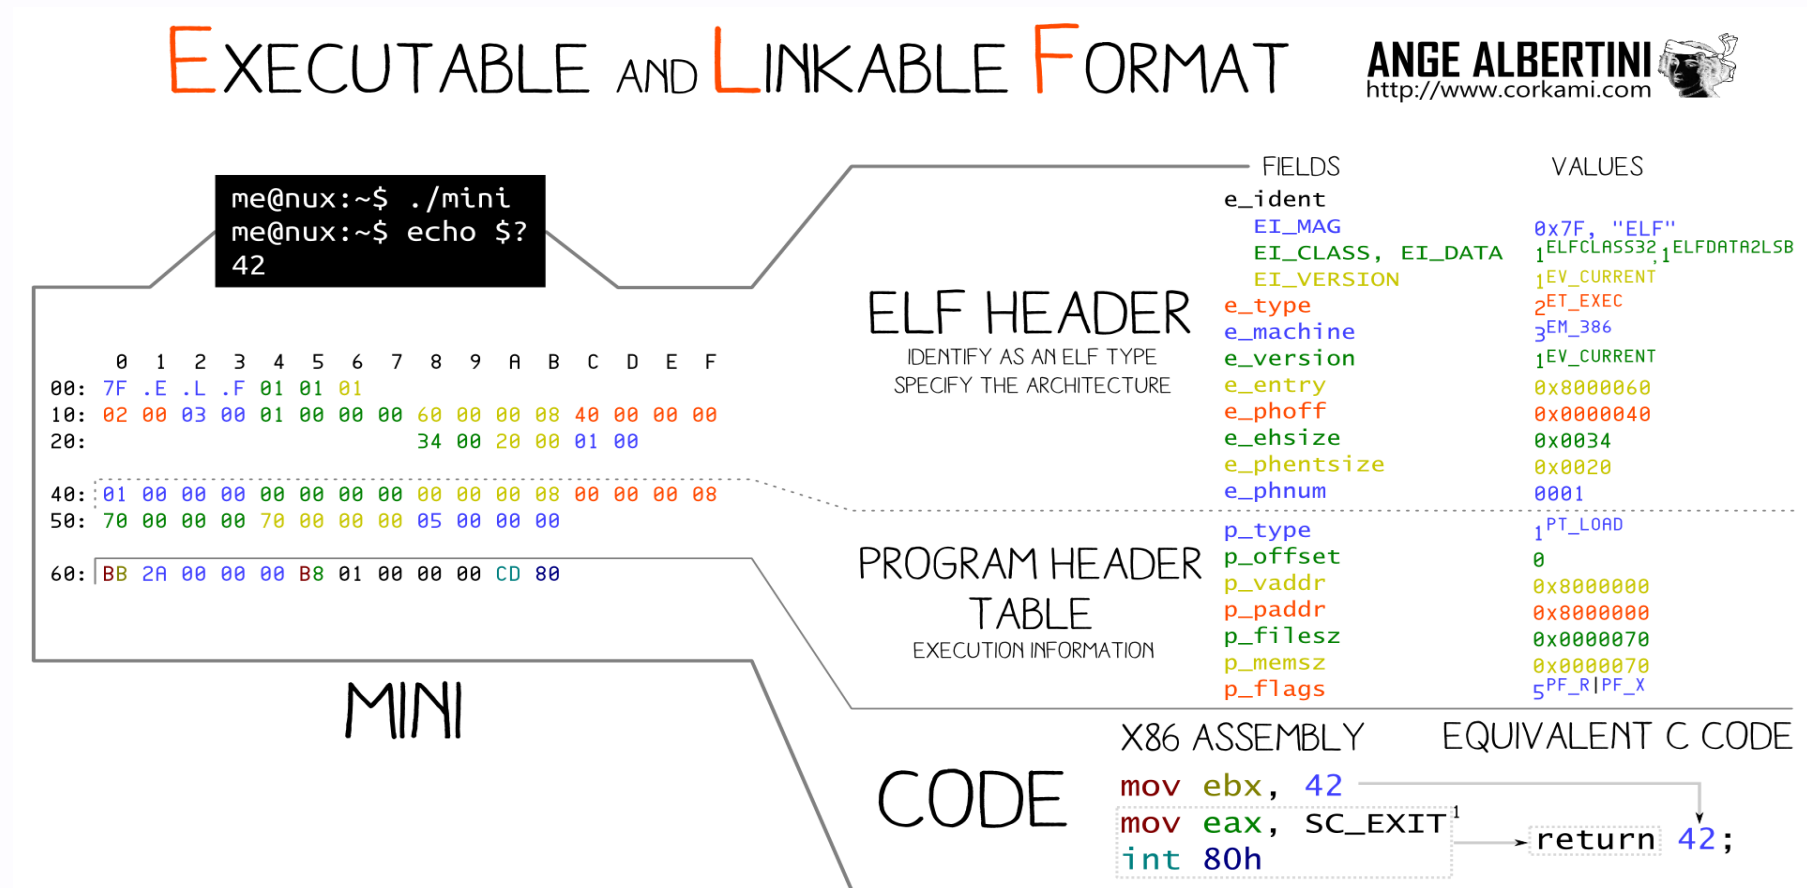 EXECUTABLE AND LINKABLE FORMAT
ANGE ALBERTINI
http://www.corkami.com
me@nux:~$ ./mini
me@nux:~$ echo $?
42
0 1 2 3 4 5 6 7 8 9 A B C D E F
00: 7F .E .L .F 01 01 01
10: 02 00 03 00 01 00 00 00 60 00 00 08 40 00 00 00
20: 34 00 20 00 01 00
40: 01 00 00 00 00 00 00 00 00 00 00 08 00 00 00 08
50: 70 00 00 00 70 00 00 00 05 00 00 00
60: BB 2A 00 00 00 B8 01 00 00 00 CD 80
MINI
ELF HEADER
IDENTIFY AS AN ELF TYPE
SPECIFY THE ARCHITECTURE
FIELDS VALUES
e_ident
EI_MAG 0x7F, "ELF"
EI_CLASS, EI_DATA 1ELFCLASS32,1ELFDATA2LSB
EI_VERSION 1EV_CURRENT
e_type 2ET_EXEC
e_machine 3EM_386
e_version 1EV_CURRENT
e_entry 0x8000060
e_phoff 0x0000040
e_ehsize 0x0034
e_phentsize 0x0020
e_phnum 0001
PROGRAM HEADER
TABLE
EXECUTION INFORMATION
p_type 1PT_LOAD
p_offset 0
p_vaddr 0x8000000
p_paddr 0x8000000
p_filesz 0x0000070
p_memsz 0x0000070
p_flags 5PF_R|PF_X
CODE
X86 ASSEMBLY EQUIVALENT C CODE
mov ebx, 42
mov eax, SC_EXIT1
int 80h
return 42;